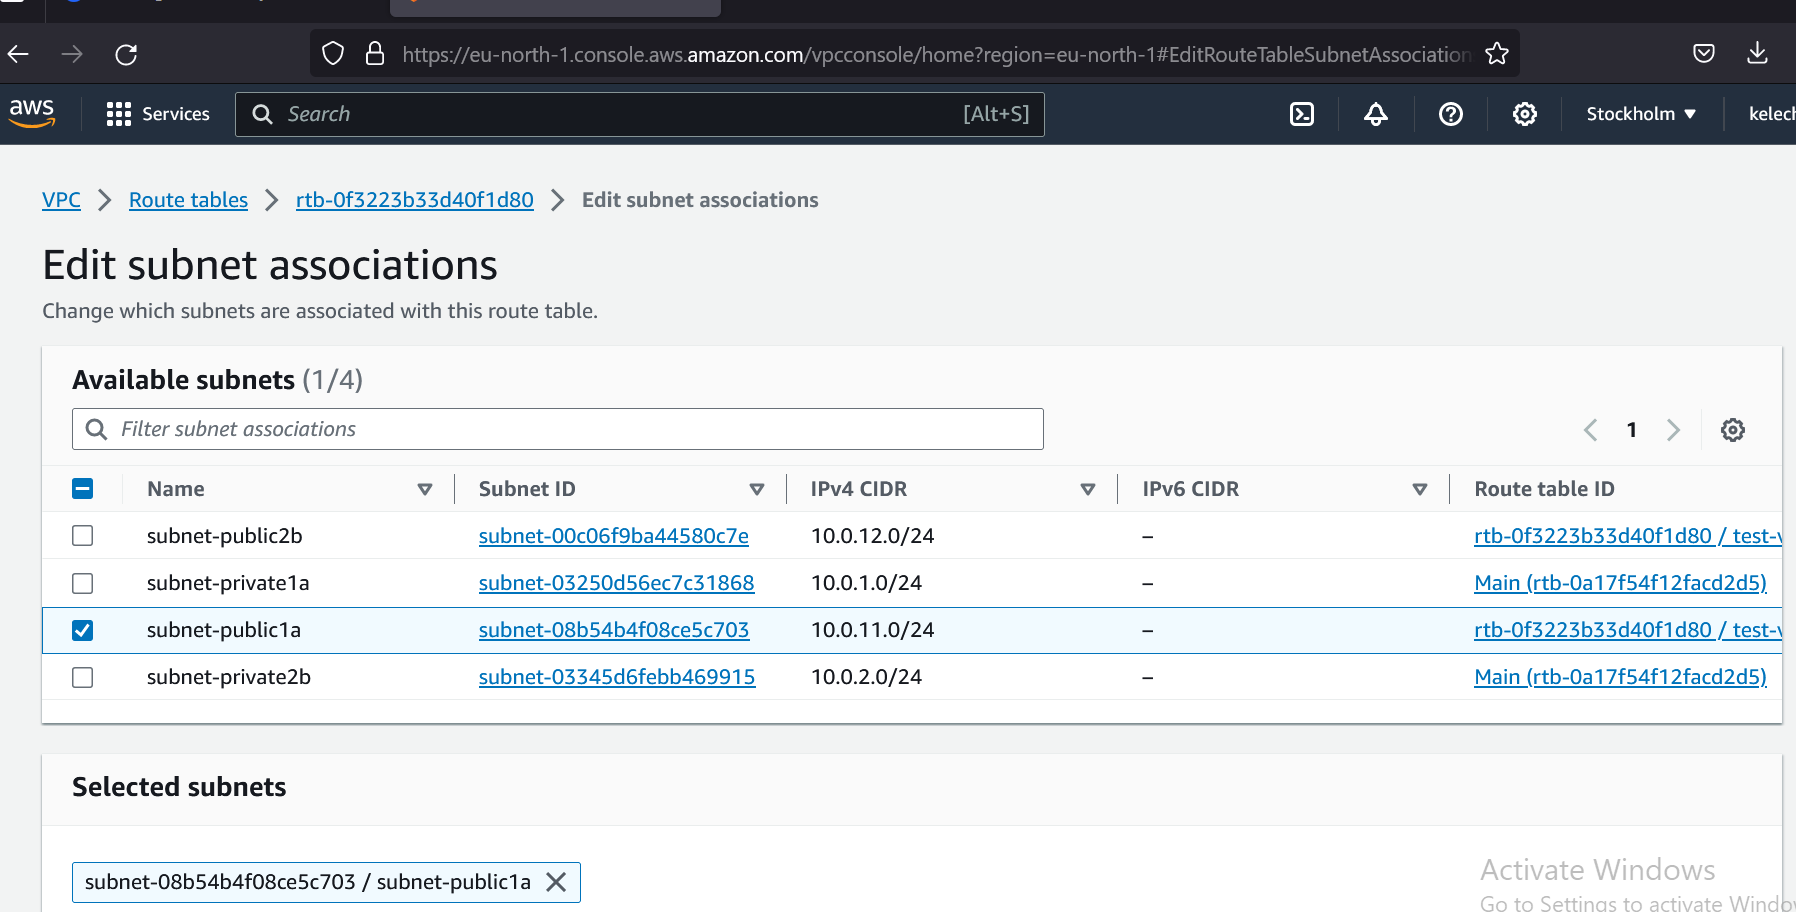 https://eu-north-1.console.aws.amazon.com/vpcconsole/home?region=eu-north-1#EditRouteTableSubnetAssociation
aws Services Search [Alt+S] Stockholm kelech
VPC Route tables rtb-0f3223b33d40f1d80 Edit subnet associations
Edit subnet associations
Change which subnets are associated with this route table.
Available subnets (1/4)
Filter subnet associations 1
Name Subnet ID IPv4 CIDR IPv6 CIDR Route table ID
subnet-public2b subnet-00c06f9ba44580c7e 10.0.12.0/24 – rtb-0f3223b33d40f1d80 / test-v
subnet-private1a subnet-03250d56ec7c31868 10.0.1.0/24 – Main (rtb-0a17f54f12facd2d5)
subnet-public1a subnet-08b54b4f08ce5c703 10.0.11.0/24 – rtb-0f3223b33d40f1d80 / test-v
subnet-private2b subnet-03345d6febb469915 10.0.2.0/24 – Main (rtb-0a17f54f12facd2d5)
Selected subnets
subnet-08b54b4f08ce5c703 / subnet-public1a
Activate Windows
Go to Settings to activate Window